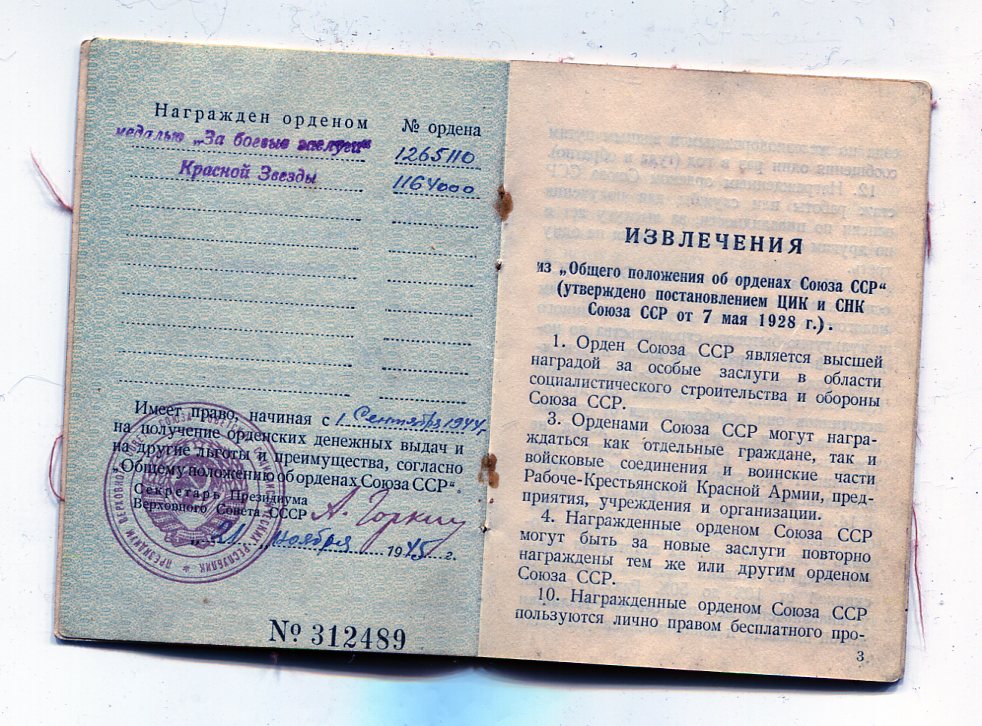 Награжден орденом
№ ордена
медалью „За боевые заслуги“
1265110
Красной Звезды
1164000
Имеет право, начиная с 1 Сентября 1944г.
на получение орденских денежных выдач и
на другие льготы и преимущества, согласно
„Общему положению об орденах Союза ССР“.
Секретарь Президиума
Верховного Совета СССР А. Горкин
„21„ ноября 1945 г.
№ 312489
ИЗВЛЕЧЕНИЯ
из „Общего положения об орденах Союза ССР“
(утверждено постановлением ЦИК и СНК
Союза ССР от 7 мая 1928 г.).
1. Орден Союза ССР является высшей
наградой за особые заслуги в области
социалистического строительства и обороны
Союза ССР.
3. Орденами Союза ССР могут награ-
ждаться как отдельные граждане, так и
войсковые соединения и воинские части
Рабоче-Крестьянской Красной Армии, пред-
приятия, учреждения и организации.
4. Награжденные орденом Союза ССР
могут быть за новые заслуги повторно
награждены тем же или другим орденом
Союза ССР.
10. Награжденные орденом Союза ССР
пользуются лично правом бесплатного про-
3